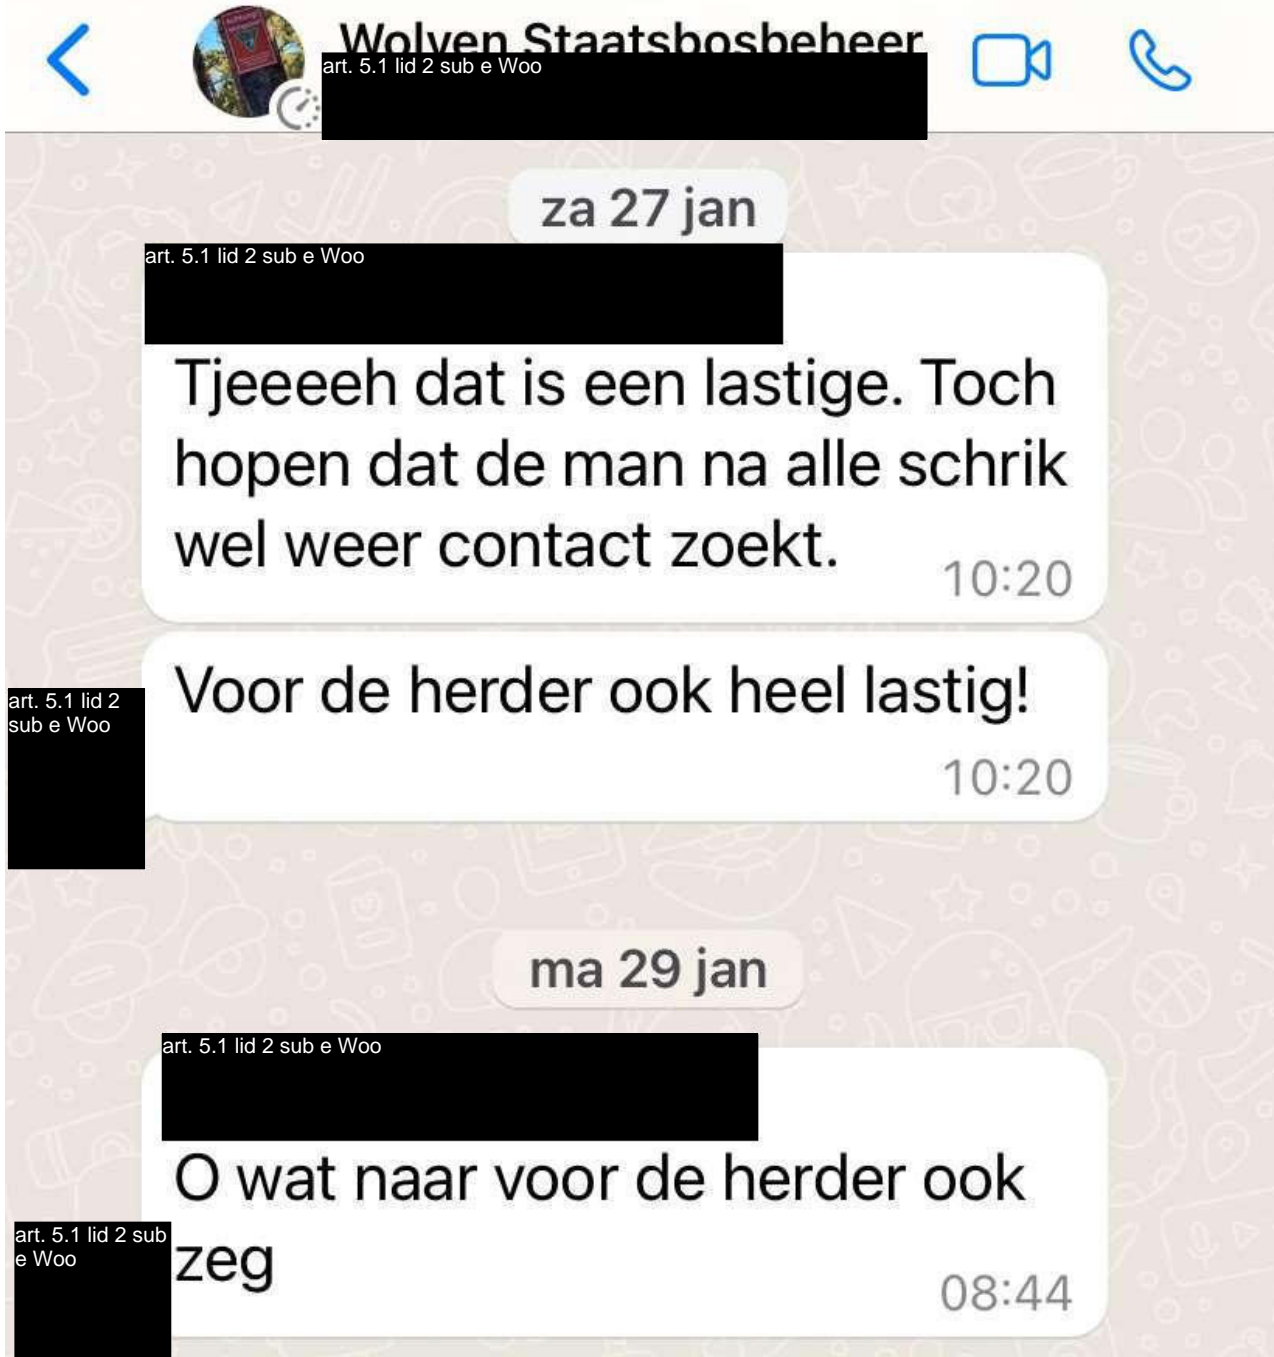 Wolven Staatsbosbeheer
art. 5.1 lid 2 sub e Woo
za 27 jan
art. 5.1 lid 2 sub e Woo
Tjeeeeh dat is een lastige. Toch
hopen dat de man na alle schrik
wel weer contact zoekt.
10:20
Voor de herder ook heel lastig!
art. 5.1 lid 2
sub e Woo
10:20
ma 29 jan
art. 5.1 lid 2 sub e Woo
O wat naar voor de herder ook
zeg
art. 5.1 lid 2 sub
e Woo
08:44